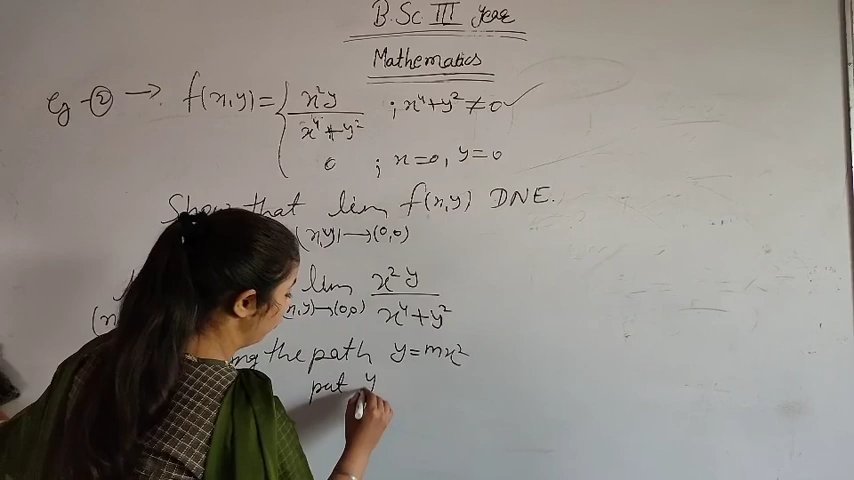 B.Sc III year
Mathematics
Eg-② → f(x,y) = { x²y / x⁴+y² ; x⁴+y² ≠ 0 ✓
0 ; x=0, y=0
Show that lim f(x,y) DNE.
(x,y)→(0,0)
lim x²y / x⁴+y²
(x,y)→(0,0)
the path y=mx²
put y